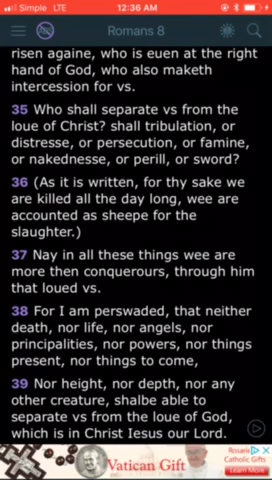 Simple LTE 12:36 AM
Romans 8
risen againe, who is euen at the right
hand of God, who also maketh
intercession for vs.
35 Who shall separate vs from the
loue of Christ? shall tribulation, or
distresse, or persecution, or famine,
or nakednesse, or perill, or sword?
36 (As it is written, for thy sake we
are killed all the day long, wee are
accounted as sheepe for the
slaughter.)
37 Nay in all these things wee are
more then conquerours, through him
that loued vs.
38 For I am perswaded, that neither
death, nor life, nor angels, nor
principalities, nor powers, nor things
present, nor things to come,
39 Nor height, nor depth, nor any
other creature, shalbe able to
separate vs from the loue of God,
which is in Christ Iesus our Lord.
Vatican Gift
Catholic Gifts
Learn More